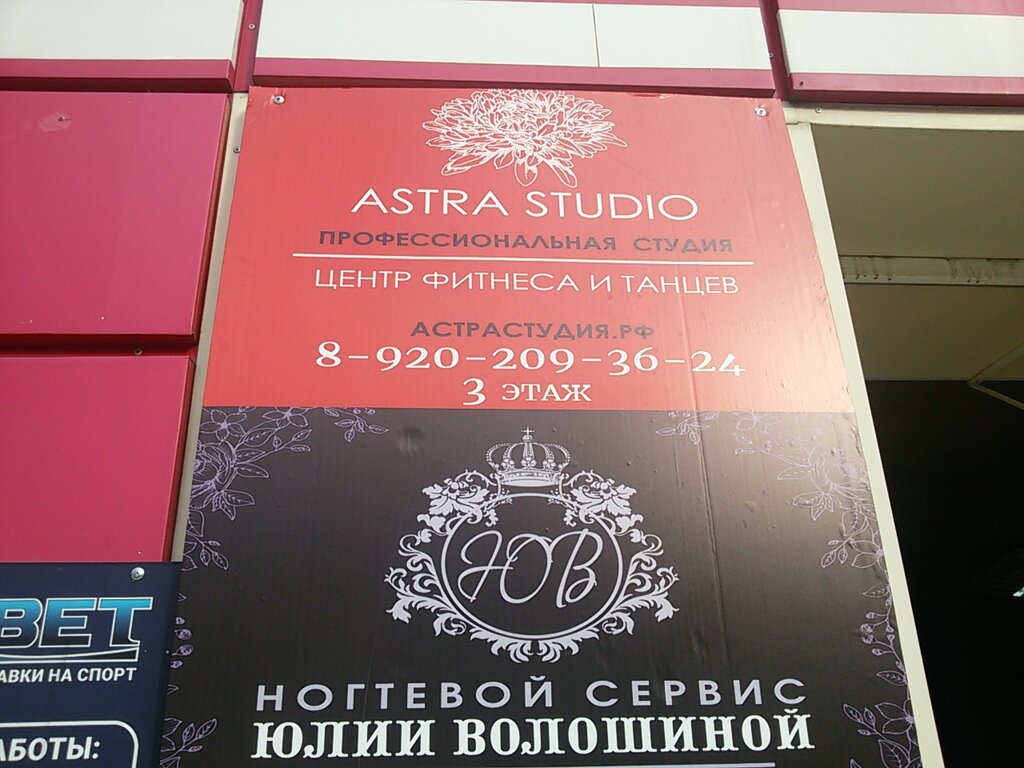 ASTRA STUDIO
ПРОФЕССИОНАЛЬНАЯ СТУДИЯ
ЦЕНТР ФИТНЕСА И ТАНЦЕВ
АСТРАСТУДИЯ.РФ
8-920-209-36-24
3 ЭТАЖ
ЮВ
НОГТЕВОЙ СЕРВИС
ЮЛИИ ВОЛОШИНОЙ
BET
АВКИ НА СПОРТ
АБОТЫ: